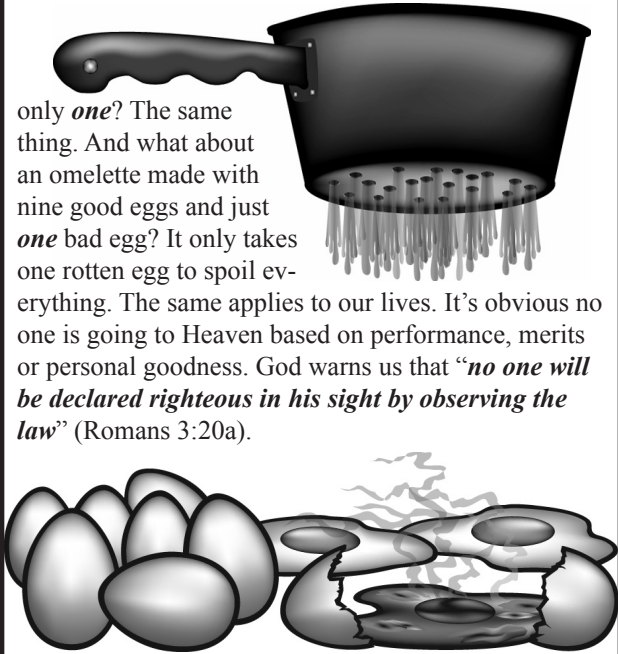 only one? The same
thing. And what about
an omelette made with
nine good eggs and just
one bad egg? It only takes
one rotten egg to spoil ev-
erything. The same applies to our lives. It’s obvious no
one is going to Heaven based on performance, merits
or personal goodness. God warns us that “no one will
be declared righteous in his sight by observing the
law” (Romans 3:20a).